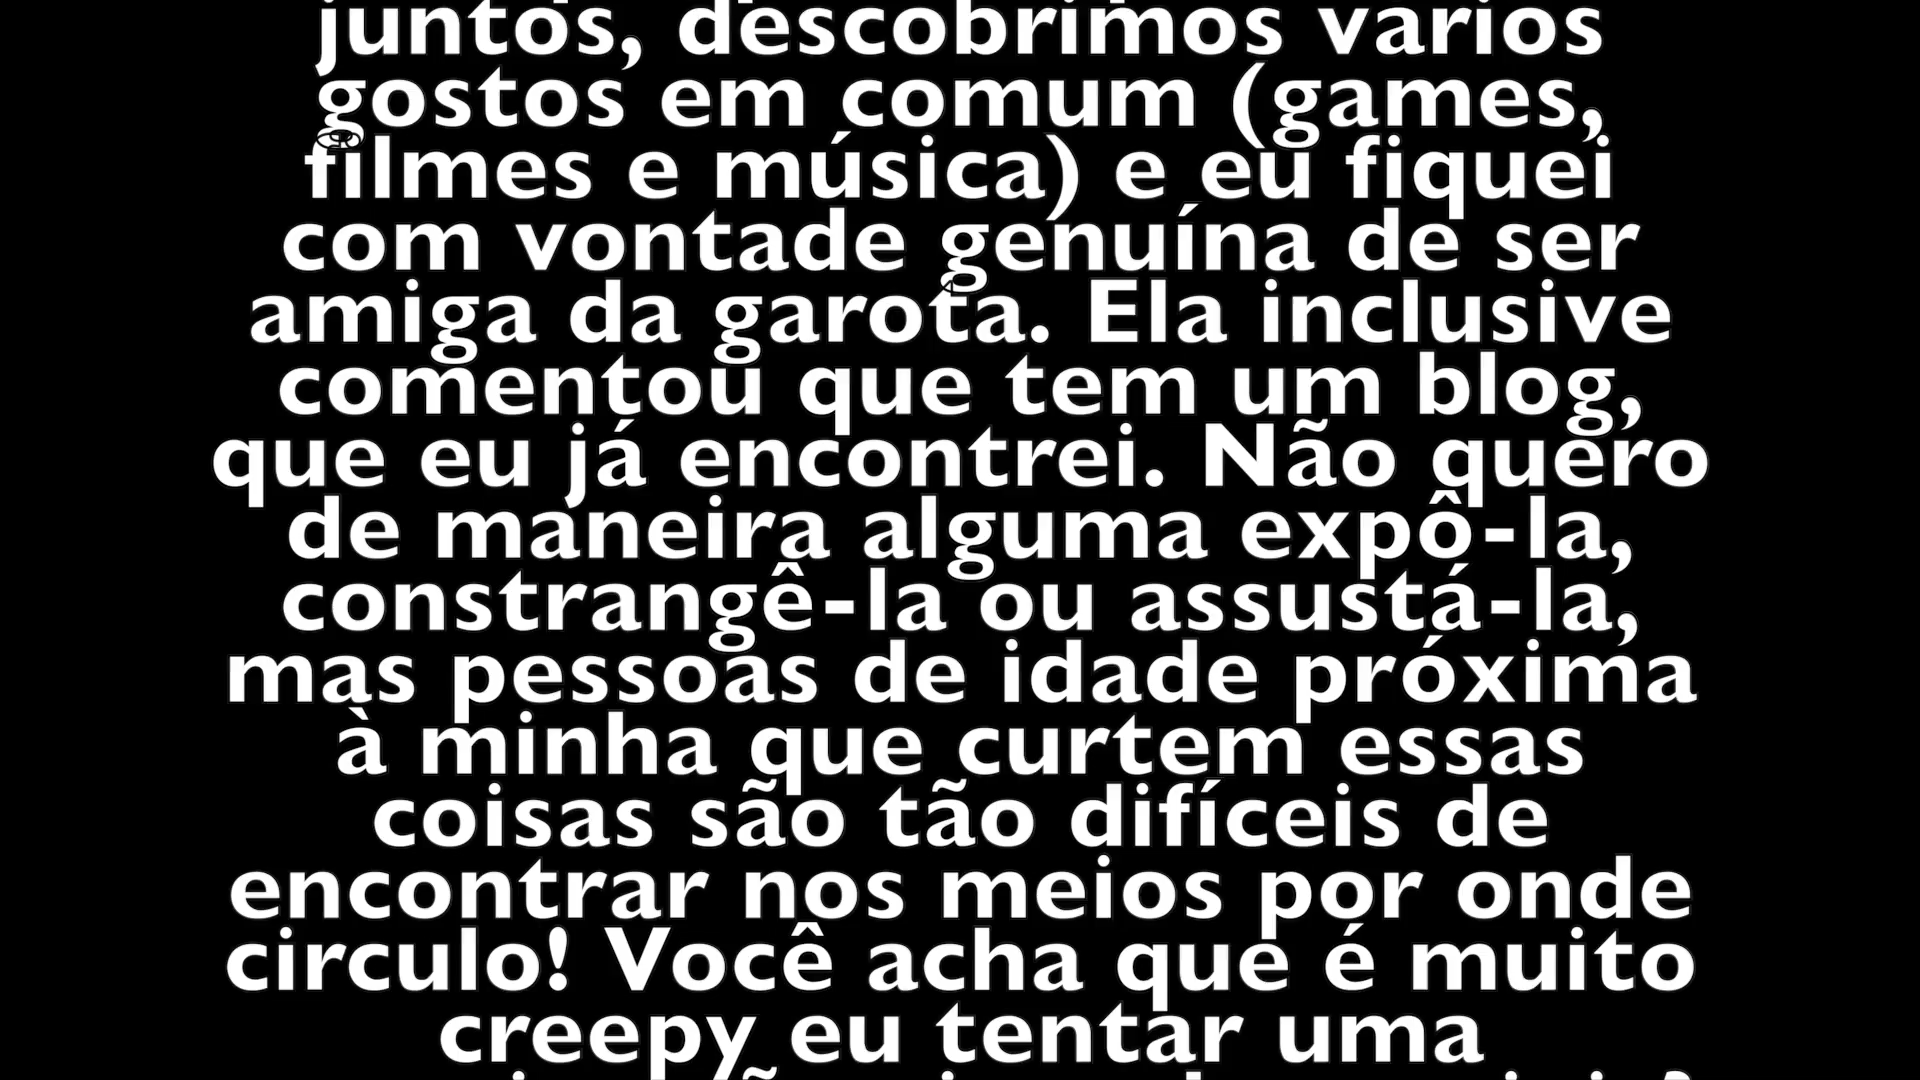 juntos, descobrimos vários
gostos em comum (games,
filmes e música) e eu fiquei
com vontade genuína de ser
amiga da garota. Ela inclusive
comentou que tem um blog,
que eu já encontrei. Não quero
de maneira alguma expô-la,
constrangê-la ou assustá-la,
mas pessoas de idade próxima
à minha que curtem essas
coisas são tão difíceis de
encontrar nos meios por onde
circulo! Você acha que é muito
creepy eu tentar uma